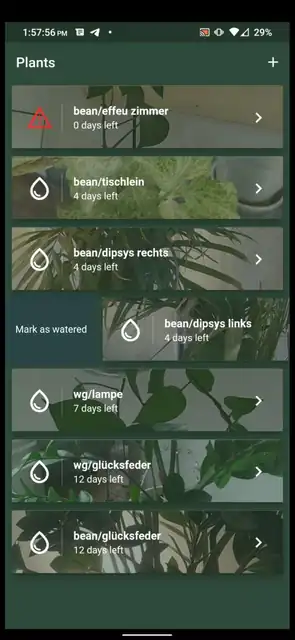 1:57:56 PM
29%
Plants
bean/effeu zimmer
0 days left
bean/tischlein
4 days left
bean/dipsys rechts
4 days left
Mark as watered
bean/dipsys links
4 days left
wg/lampe
7 days left
wg/glücksfeder
12 days left
bean/glücksfeder
12 days left